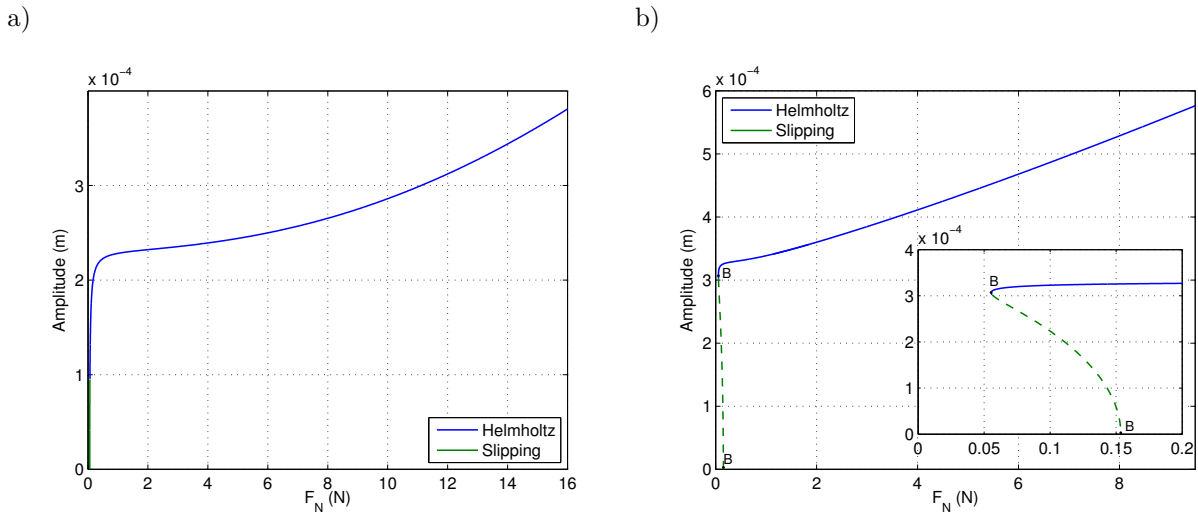 a)
x 10⁻⁴
3
2
1
0
Amplitude (m)
0 2 4 6 8 10 12 14 16
F_N (N)
Helmholtz
Slipping
b)
x 10⁻⁴
6
5
4
3
2
1
0
Amplitude (m)
0 2 4 6 8
F_N (N)
Helmholtz
Slipping
B
B
x 10⁻⁴
4
3
2
1
0
0 0.05 0.1 0.15 0.2
B
B